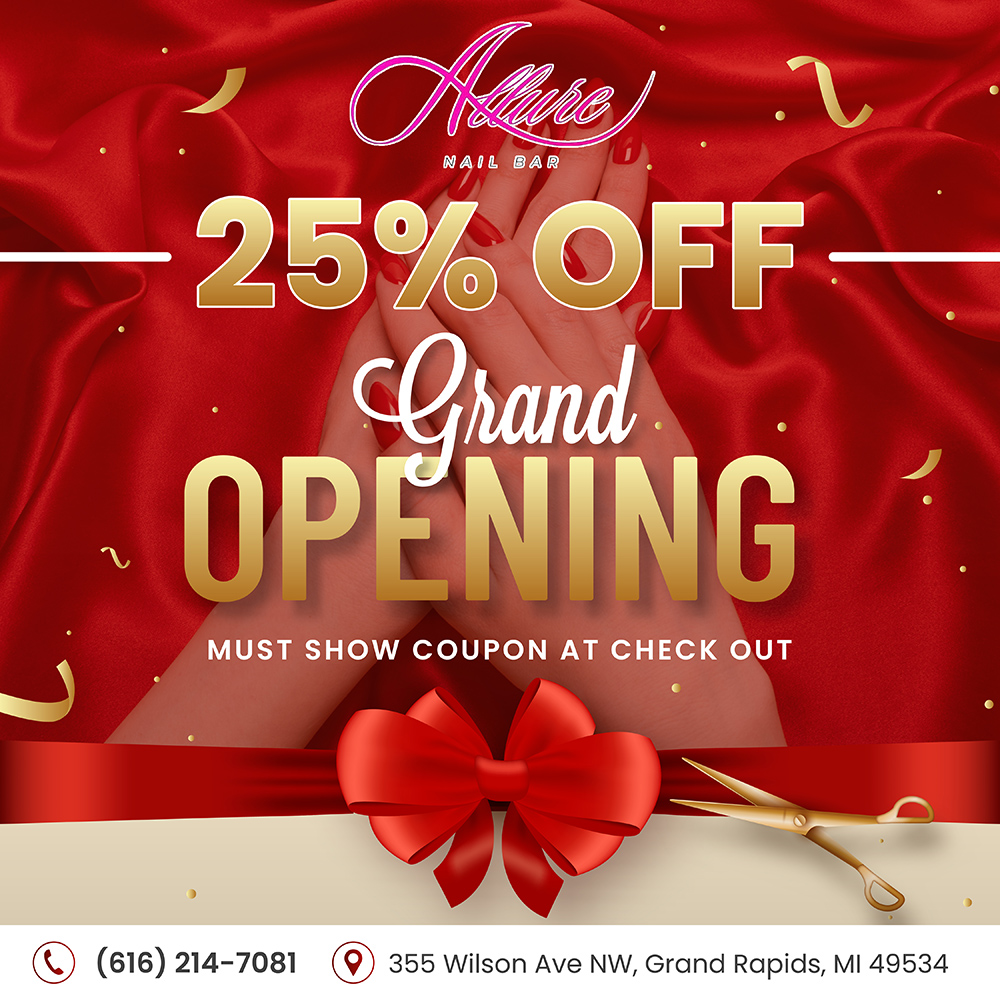 Allure
NAIL BAR
25% OFF
Grand
OPENING
MUST SHOW COUPON AT CHECK OUT
(616) 214-7081
355 Wilson Ave NW, Grand Rapids, MI 49534